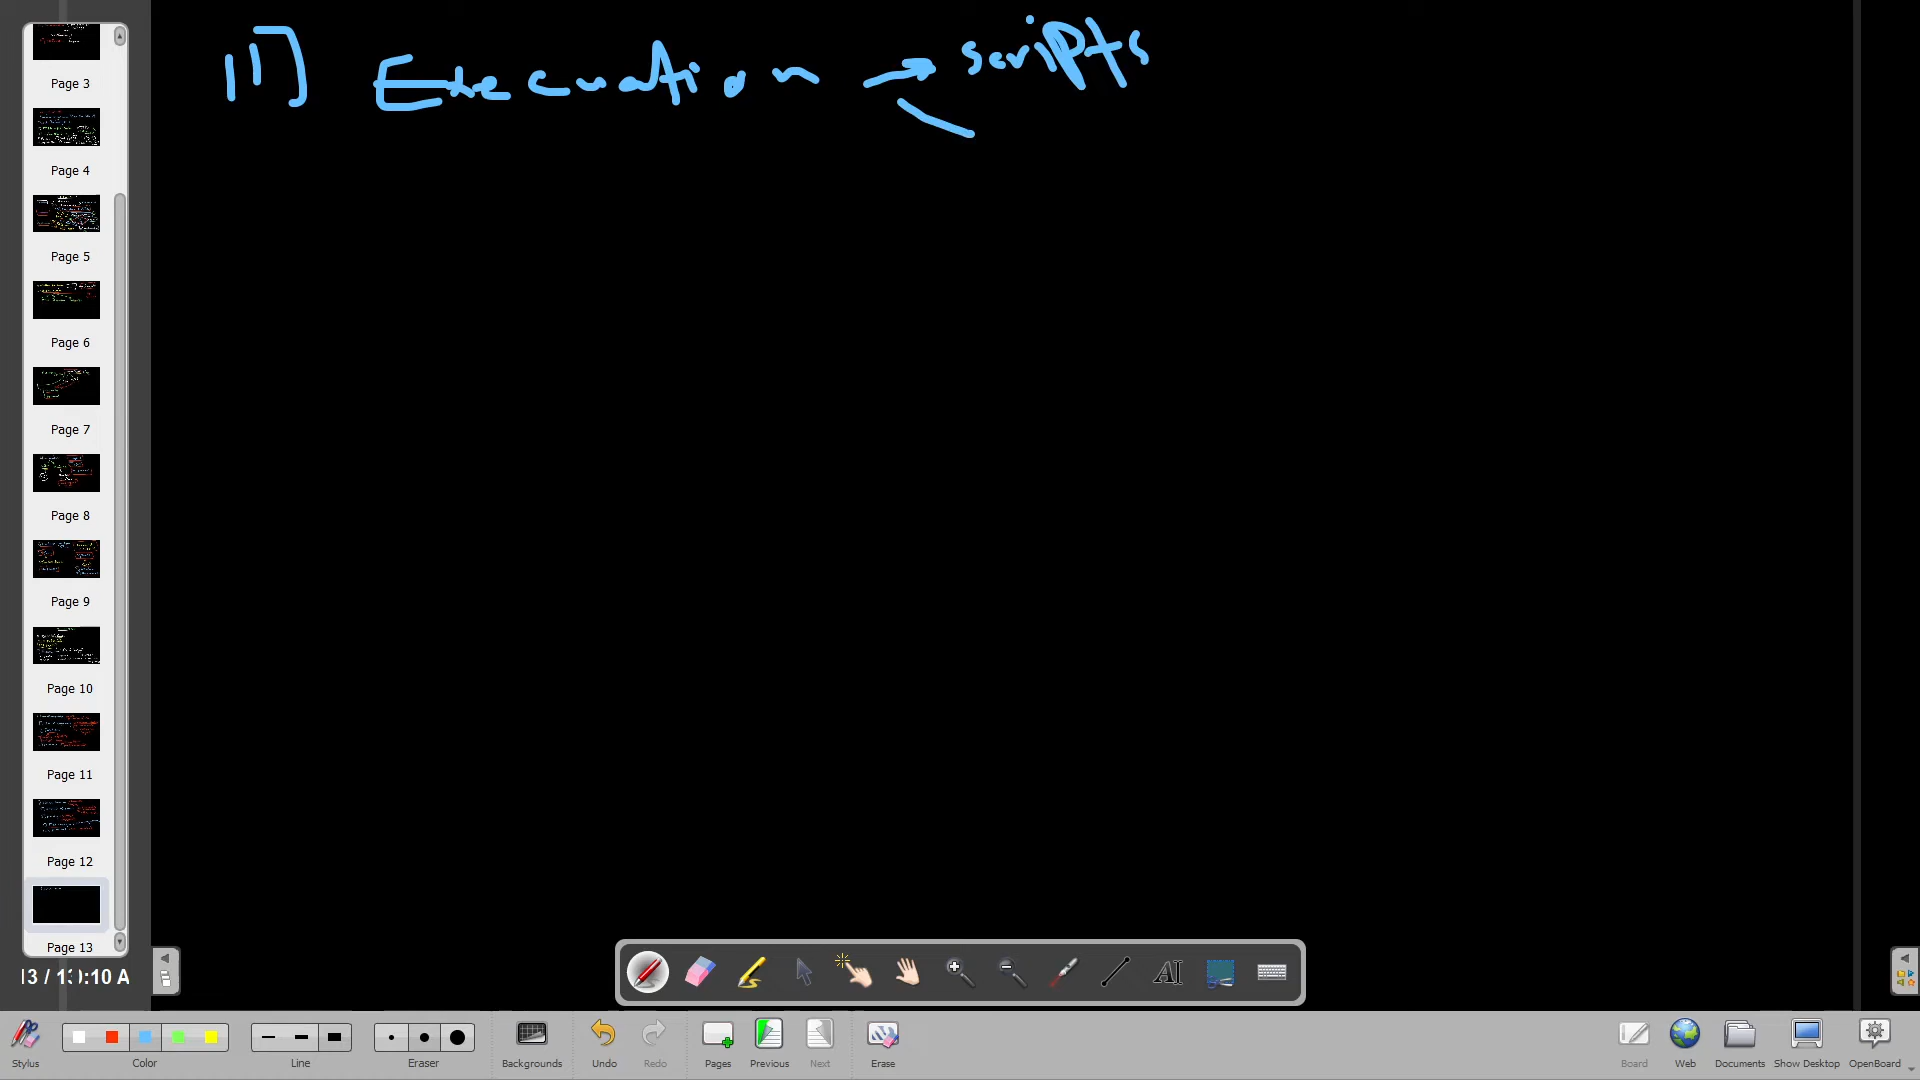 11] Execuation → scripts
Page 3
Page 4
Page 5
Page 6
Page 7
Page 8
Page 9
Page 10
Page 11
Page 12
Page 13
Stylus
Color
Line
Eraser
Backgrounds
Undo
Redo
Pages
Previous
Next
Erase
Board
Web
Documents
Show Desktop
OpenBoard